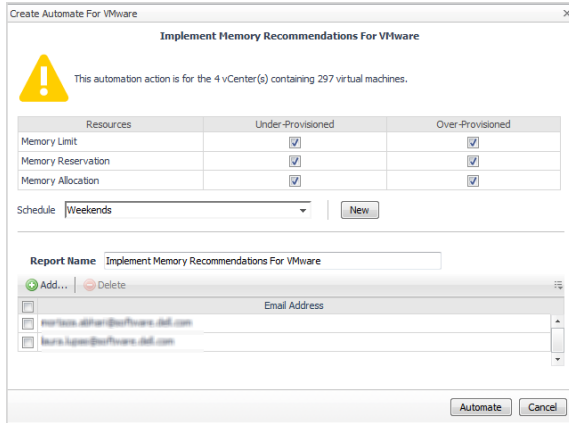 Create Automate For VMware
Implement Memory Recommendations For VMware
This automation action is for the 4 vCenter(s) containing 297 virtual machines.
Resources Under-Provisioned Over-Provisioned
Memory Limit
Memory Reservation
Memory Allocation
Schedule Weekends New
Report Name Implement Memory Recommendations For VMware
Add... Delete
Email Address
Automate Cancel